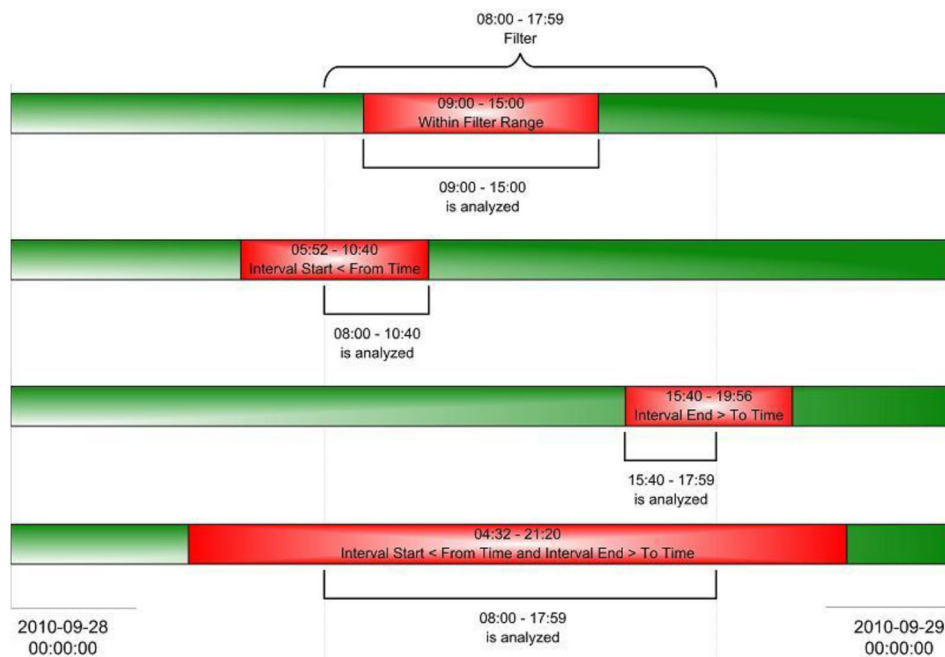 08:00 - 17:59
Filter
09:00 - 15:00
Within Filter Range
09:00 - 15:00
is analyzed
05:52 - 10:40
Interval Start < From Time
08:00 - 10:40
is analyzed
15:40 - 19:56
Interval End > To Time
15:40 - 17:59
is analyzed
04:32 - 21:20
Interval Start < From Time and Interval End > To Time
08:00 - 17:59
is analyzed
2010-09-28
00:00:00
2010-09-29
00:00:00